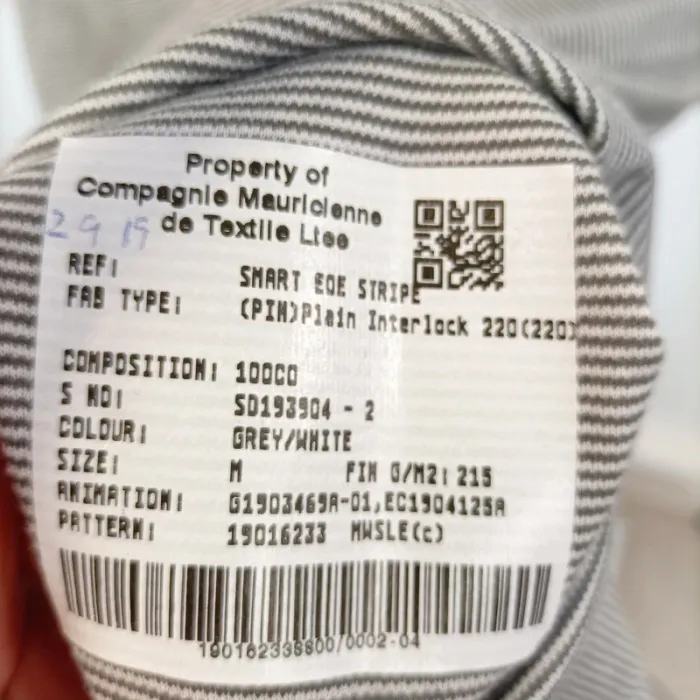 Property of
Compagnie Mauricienne
de Textile Ltee
29 19
REF: SMART EOE STRIPE
FAB TYPE: (PIN)Plain Interlock 220(220)
COMPOSITION: 100CO
S NO: SO193904 - 2
COLOUR: GREY/WHITE
SIZE: M FIN G/M2: 215
ANIMATION: G1903469A-01,EC1904125A
PATTERN: 19016233 MWSLE(c)
190162338800/0002-04